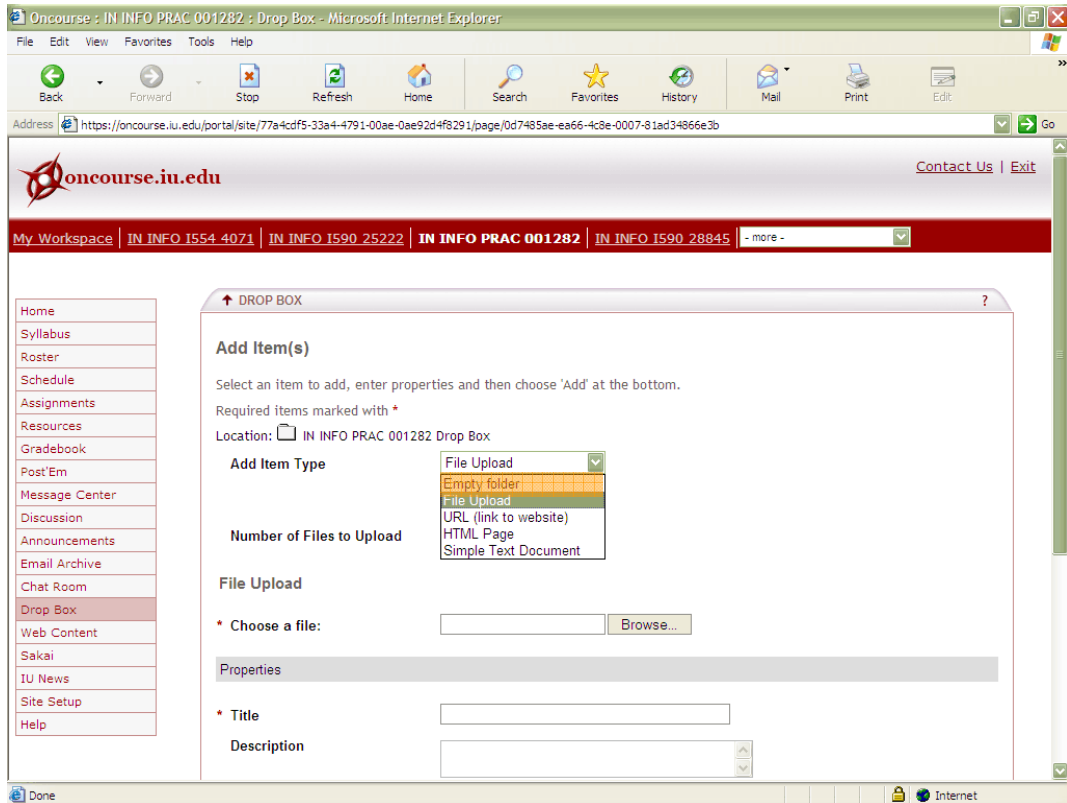 Oncourse : IN INFO PRAC 001282 : Drop Box - Microsoft Internet Explorer
File Edit View Favorites Tools Help
Back Forward Stop Refresh Home Search Favorites History Mail Print Edit
Address https://oncourse.iu.edu/portal/site/77a4cdf5-33a4-4791-00ae-0ae92d4f8291/page/0d7485ae-ea66-4c8e-0007-81ad34866e3b Go
oncourse.iu.edu
Contact Us | Exit
My Workspace | IN INFO I554 4071 | IN INFO I590 25222 | IN INFO PRAC 001282 | IN INFO I590 28845 | - more -
Home
Syllabus
Roster
Schedule
Assignments
Resources
Gradebook
Post'Em
Message Center
Discussion
Announcements
Email Archive
Chat Room
Drop Box
Web Content
Sakai
IU News
Site Setup
Help
DROP BOX ?
Add Item(s)
Select an item to add, enter properties and then choose 'Add' at the bottom.
Required items marked with *
Location: IN INFO PRAC 001282 Drop Box
Add Item Type File Upload
Empty folder
File Upload
URL (link to website)
HTML Page
Simple Text Document
Number of Files to Upload
File Upload
* Choose a file: Browse...
Properties
* Title
Description
Done Internet